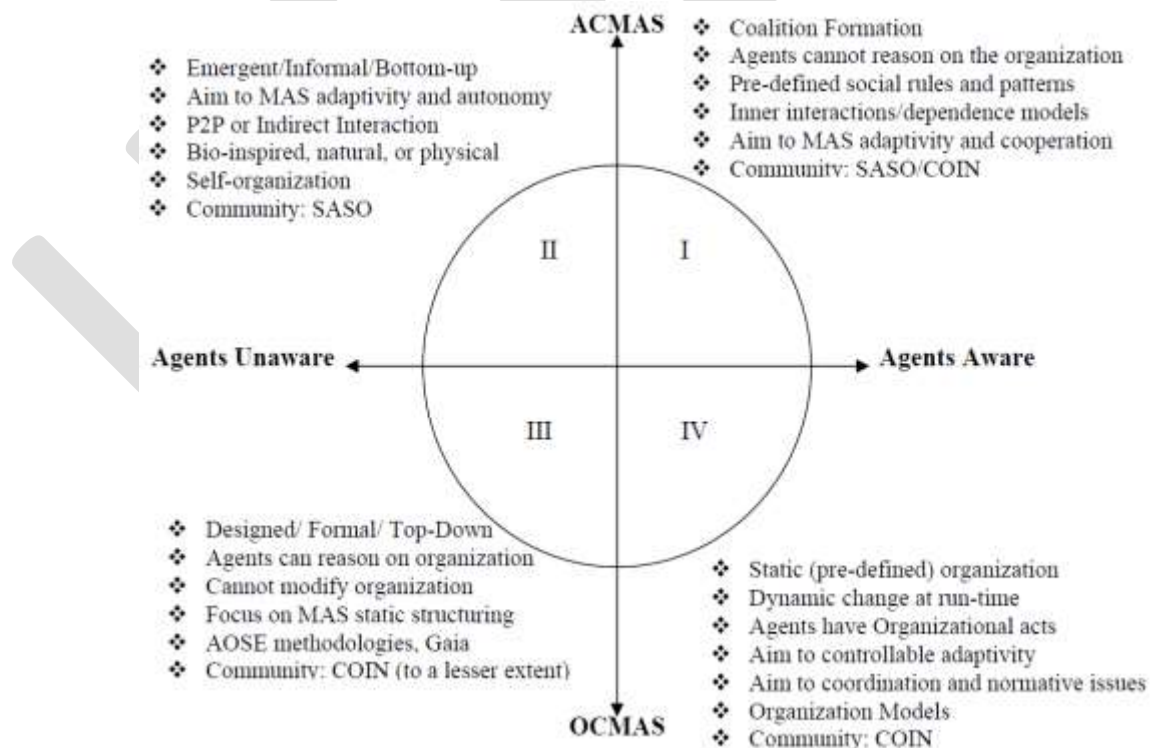 ACMAS
❖ Emergent/Informal/Bottom-up
❖ Aim to MAS adaptivity and autonomy
❖ P2P or Indirect Interaction
❖ Bio-inspired, natural, or physical
❖ Self-organization
❖ Community: SASO
❖ Coalition Formation
❖ Agents cannot reason on the organization
❖ Pre-defined social rules and patterns
❖ Inner interactions/dependence models
❖ Aim to MAS adaptivity and cooperation
❖ Community: SASO/COIN
II
I
Agents Unaware
Agents Aware
III
IV
❖ Designed/ Formal/ Top-Down
❖ Agents can reason on organization
❖ Cannot modify organization
❖ Focus on MAS static structuring
❖ AOSE methodologies, Gaia
❖ Community: COIN (to a lesser extent)
❖ Static (pre-defined) organization
❖ Dynamic change at run-time
❖ Agents have Organizational acts
❖ Aim to controllable adaptivity
❖ Aim to coordination and normative issues
❖ Organization Models
❖ Community: COIN
OCMAS